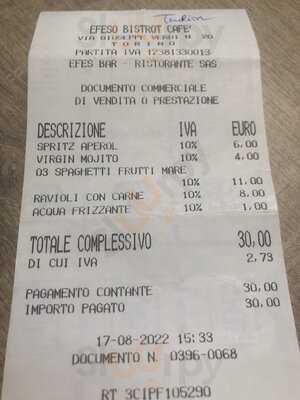 EFESO BISTROT CAFE'
VIA GIUSEPPE VERDI N 20
TORINO
PARTITA IVA 12381330013
EFES BAR - RISTORANTE SAS
DOCUMENTO COMMERCIALE
DI VENDITA O PRESTAZIONE
DESCRIZIONE IVA EURO
SPRITZ APEROL 10% 6,00
VIRGIN MOJITO 10% 4,00
03 SPAGHETTI FRUTTI MARE
10% 11,00
RAVIOLI CON CARNE 10% 8,00
ACQUA FRIZZANTE 10% 1,00
TOTALE COMPLESSIVO 30,00
DI CUI IVA 2,73
PAGAMENTO CONTANTE 30,00
IMPORTO PAGATO 30,00
17-08-2022 15:33
DOCUMENTO N. 0396-0068
RT 3CIPF105290